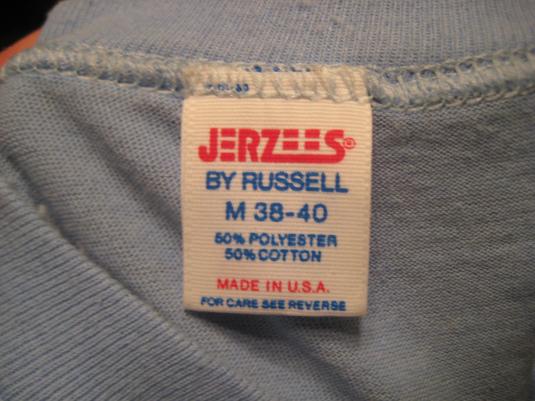 JERZEES®
BY RUSSELL
M 38-40
50% POLYESTER
50% COTTON
MADE IN U.S.A.
FOR CARE SEE REVERSE